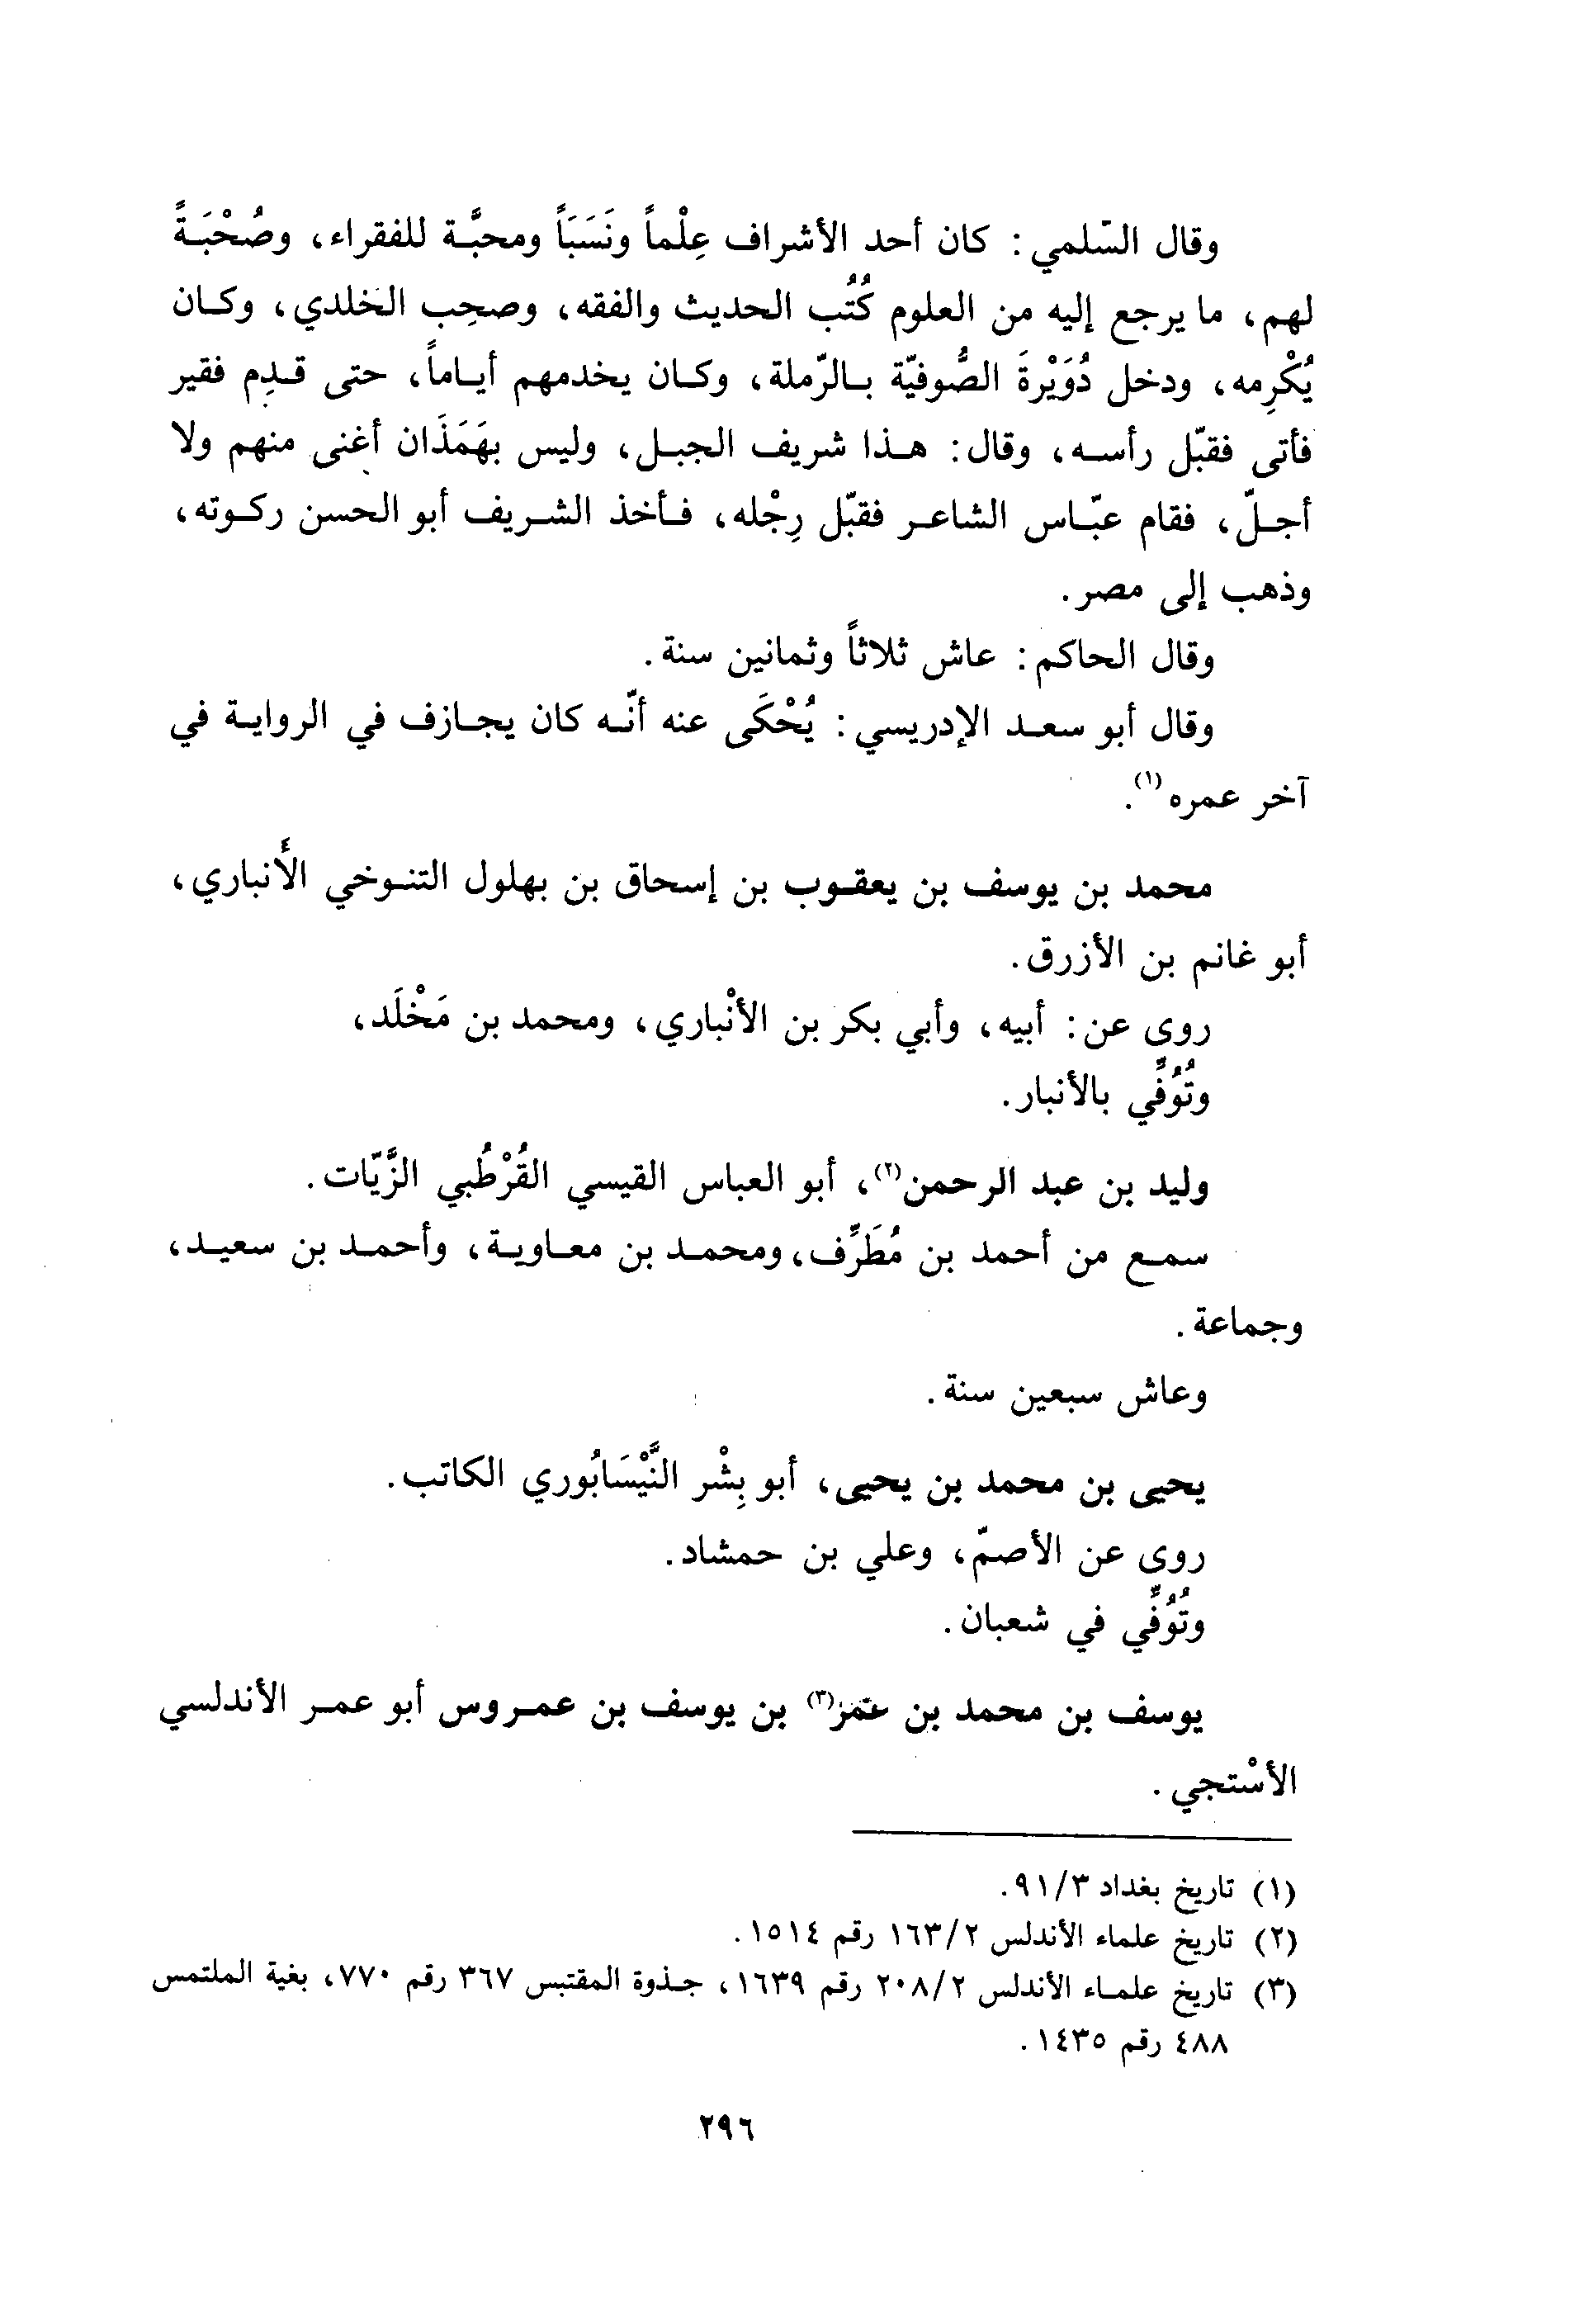 وقال السّلمي: كان أحد الأشراف عِلْماً ونَسَبَاً ومحبَّة للفقراء، وصُحْبَةً
لهم، ما يرجع إليه من العلوم كُتُب الحديث والفقه، وصحِب الخلدي، وكان
يُكْرِمه، ودخل دُوَيْرةَ الصُّوفيّة بالرّملة، وكان يخدمهم أياماً، حتى قدِم فقير
فأتى فقبّل رأسه، وقال: هذا شريف الجبل، وليس بهَمَذَان أغنى منهم ولا
أجلّ، فقام عبّاس الشاعر فقبّل رِجْله، فأخذ الشريف أبو الحسن ركوته،
وذهب إلى مصر.
وقال الحاكم: عاش ثلاثاً وثمانين سنة.
وقال أبو سعد الإدريسي: يُحْكَى عنه أنّه كان يجازف في الرواية في
آخر عمره(١).
محمد بن يوسف بن يعقوب بن إسحاق بن بهلول التنوخي الأَنباري،
أبو غانم بن الأزرق.
روى عن: أبيه، وأبي بكر بن الأنْباري، ومحمد بن مَخْلَد،
وتُوُفِّي بالأنبار.
وليد بن عبد الرحمن(٢)، أبو العباس القيسي القُرْطُبي الزَّيّات.
سمع من أحمد بن مُطَرِّف، ومحمد بن معاوية، وأحمد بن سعيد،
وجماعة.
وعاش سبعين سنة.
يحيى بن محمد بن يحيى، أبو بِشْر النَّيْسَابُوري الكاتب.
روى عن الأصمّ، وعلي بن حمشاد.
وتُوُفِّي في شعبان.
يوسف بن محمد بن عمر(٣) بن يوسف بن عمروس أبو عمر الأندلسي
الأسْتجي.
(١) تاريخ بغداد ٩١/٣.
(٢) تاريخ علماء الأندلس ١٦٣/٢ رقم ١٥١٤.
(٣) تاريخ علماء الأندلس ٢٠٨/٢ رقم ١٦٣٩، جذوة المقتبس ٣٦٧ رقم ٧٧٠، بغية الملتمس
٤٨٨ رقم ١٤٣٥.
٢٩٦